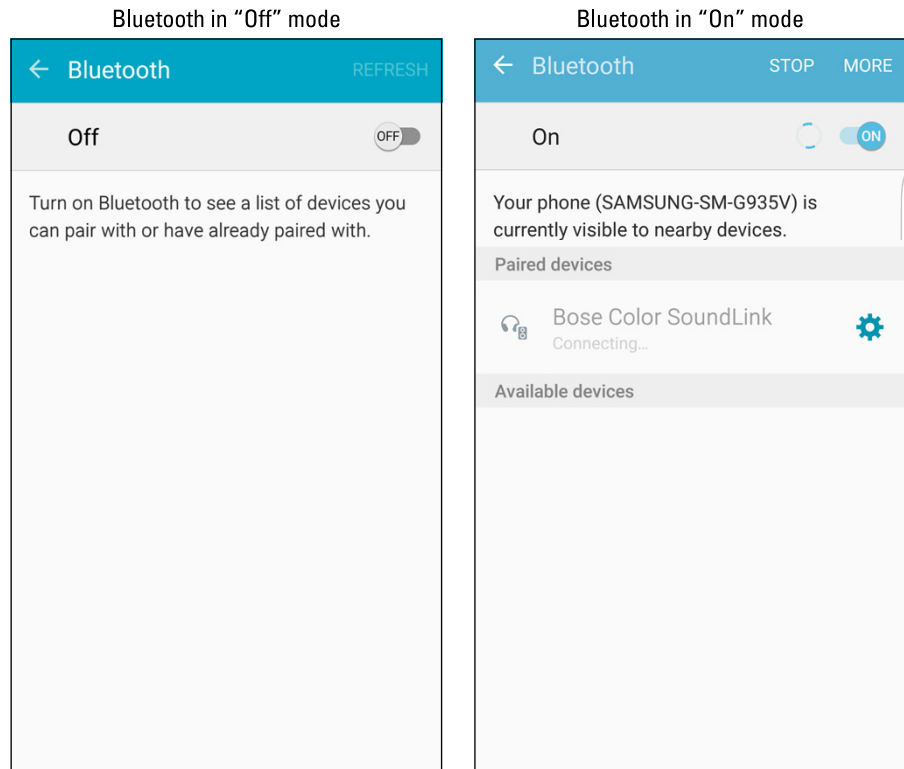 Bluetooth in “Off” mode
Bluetooth REFRESH
Off OFF
Turn on Bluetooth to see a list of devices you
can pair with or have already paired with.
Bluetooth in “On” mode
Bluetooth STOP MORE
On ON
Your phone (SAMSUNG-SM-G935V) is
currently visible to nearby devices.
Paired devices
Bose Color SoundLink
Connecting...
Available devices